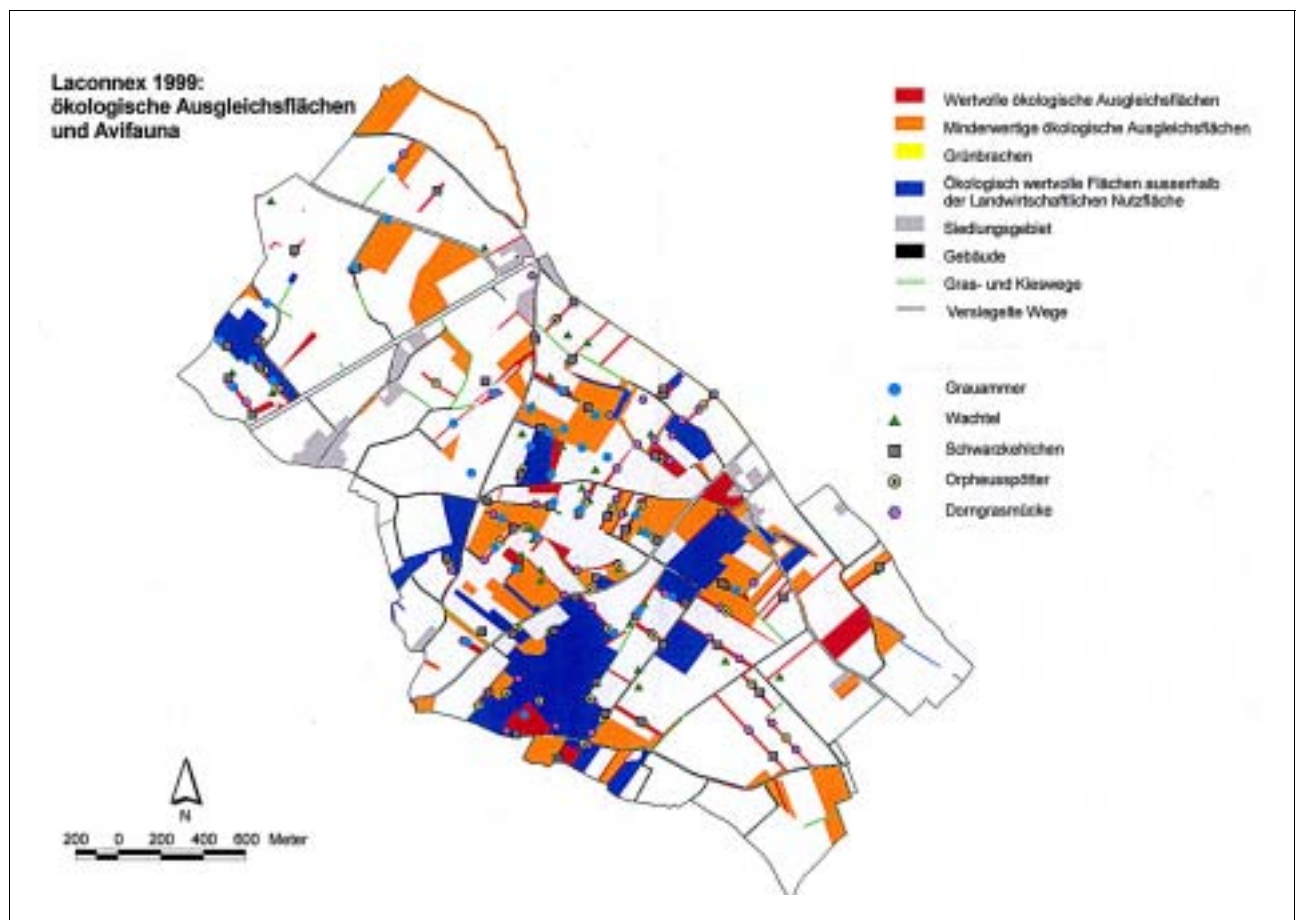 Laconnex 1999:
ökologische Ausgleichsflächen
und Avifauna
Wertvolle ökologische Ausgleichsflächen
Minderwertige ökologische Ausgleichsflächen
Grünbrachen
Ökologisch wertvolle Flächen ausserhalb
der Landwirtschaftlichen Nutzfläche
Siedlungsgebiet
Gebäude
Gras- und Kieswege
Versiegelte Wege
Grauammer
Wachtel
Schwarzkehlchen
Orpheusspötter
Dorngrasmücke
N
200 0 200 400 600 Meter